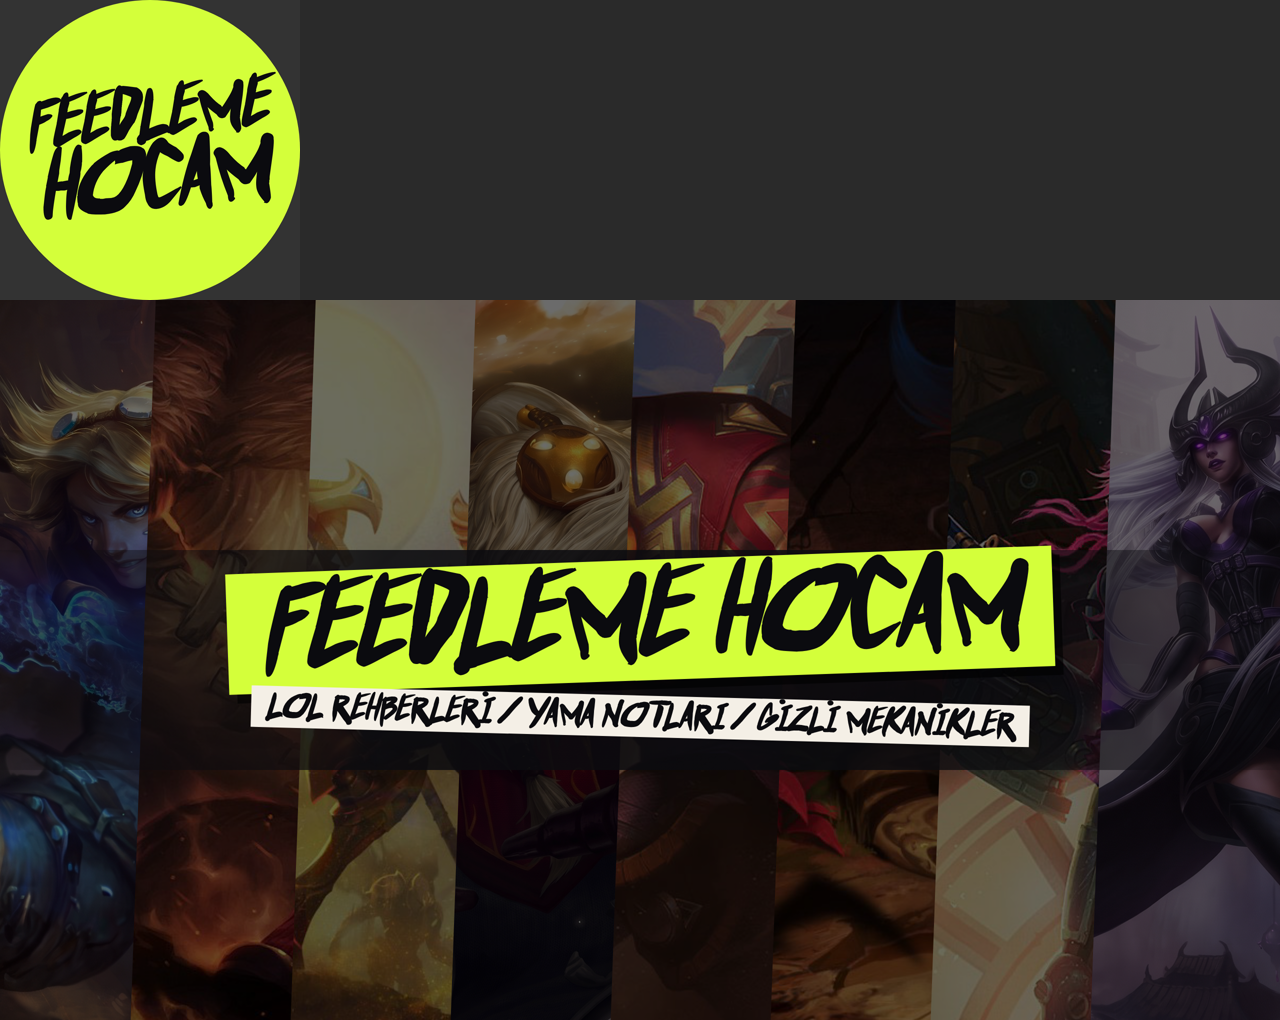 FEEDLEME
HOCAM
FEEDLEME HOCAM
LOL REHBERLERİ / YAMA NOTLARI / GİZLİ MEKANİKLER